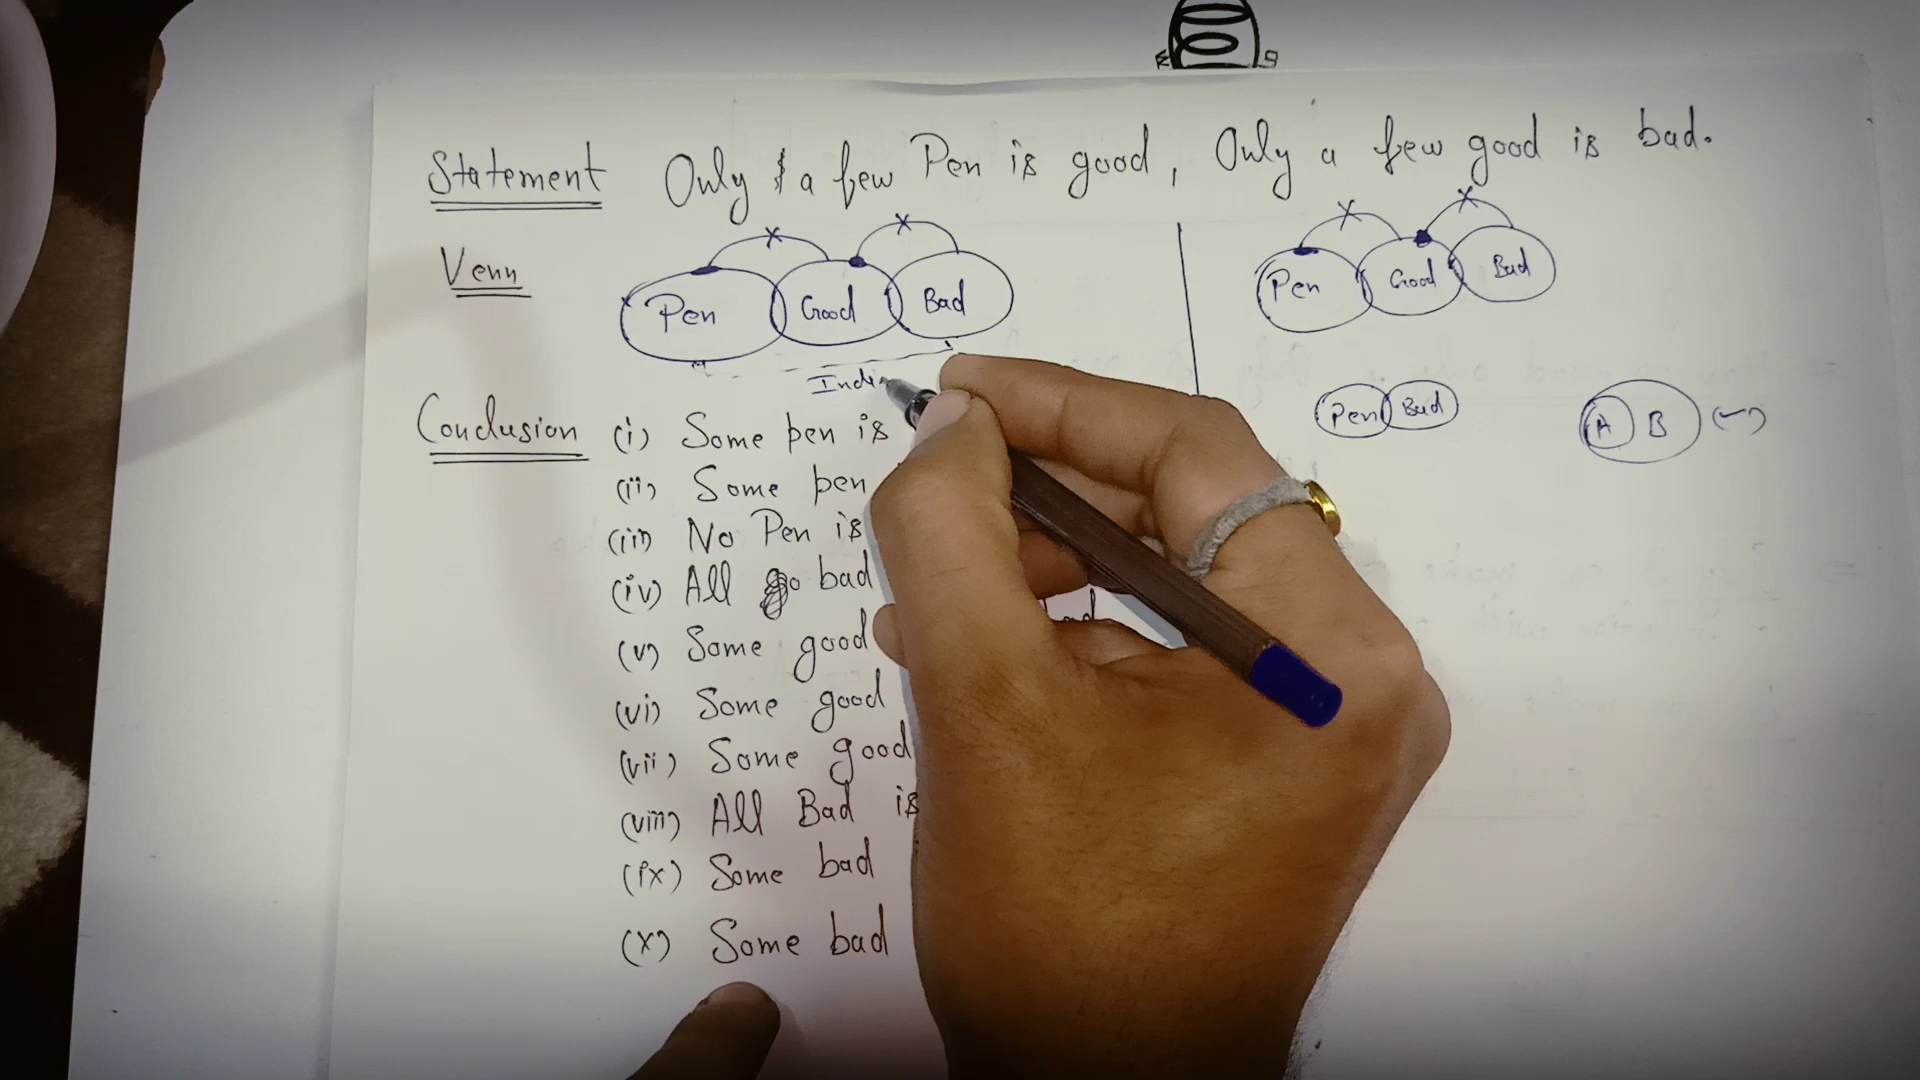 Statement Only a few Pen is good, Only a few good is bad.
Venn
Pen Good Bad
Pen Good Bad
Indi
Pen Bad
A B
Conclusion (i) Some pen is
(ii) Some pen
(iii) No Pen is
(iv) All bad
(v) Some good
(vi) Some good
(vii) Some good
(viii) All Bad is
(ix) Some bad
(x) Some bad